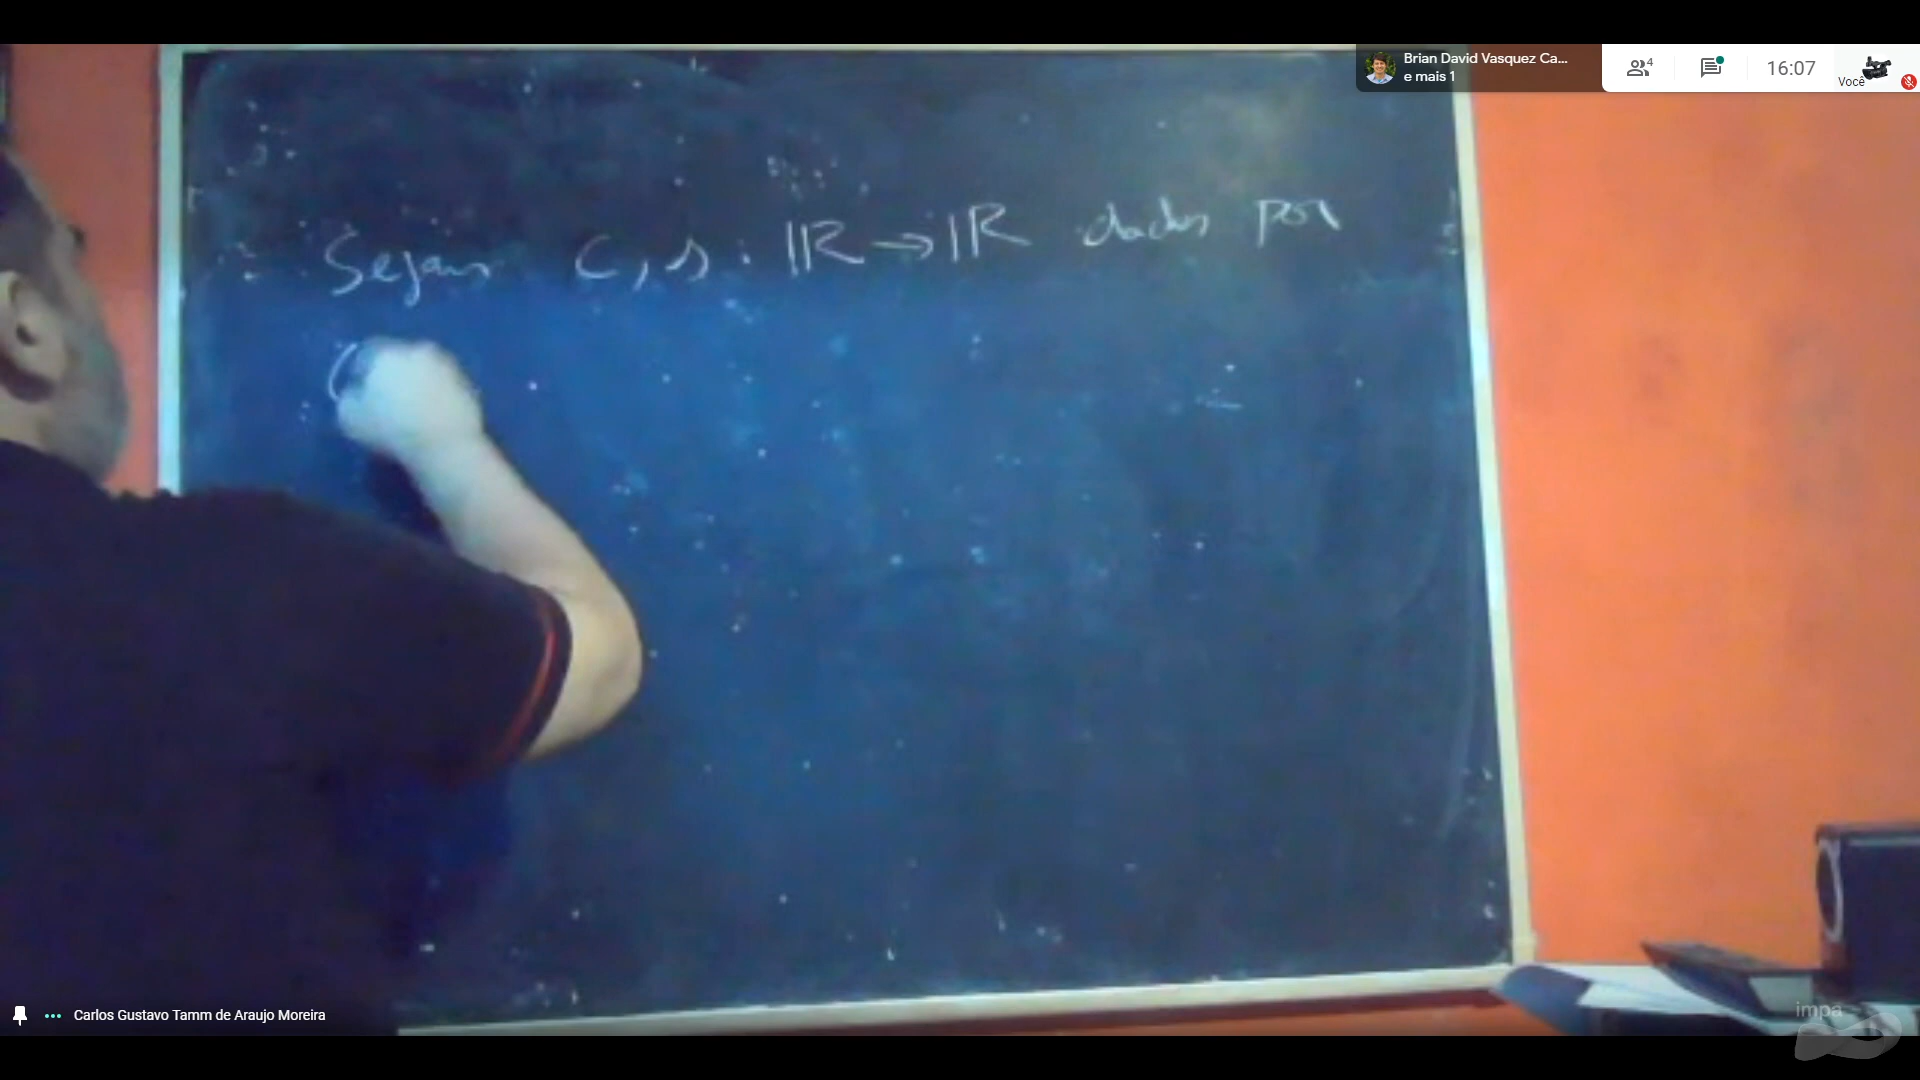 Brian David Vasquez Ca...
e mais 1
4
16:07
Você
Sejam c, s : ℝ → ℝ dadas por
Carlos Gustavo Tamm de Araujo Moreira
impa